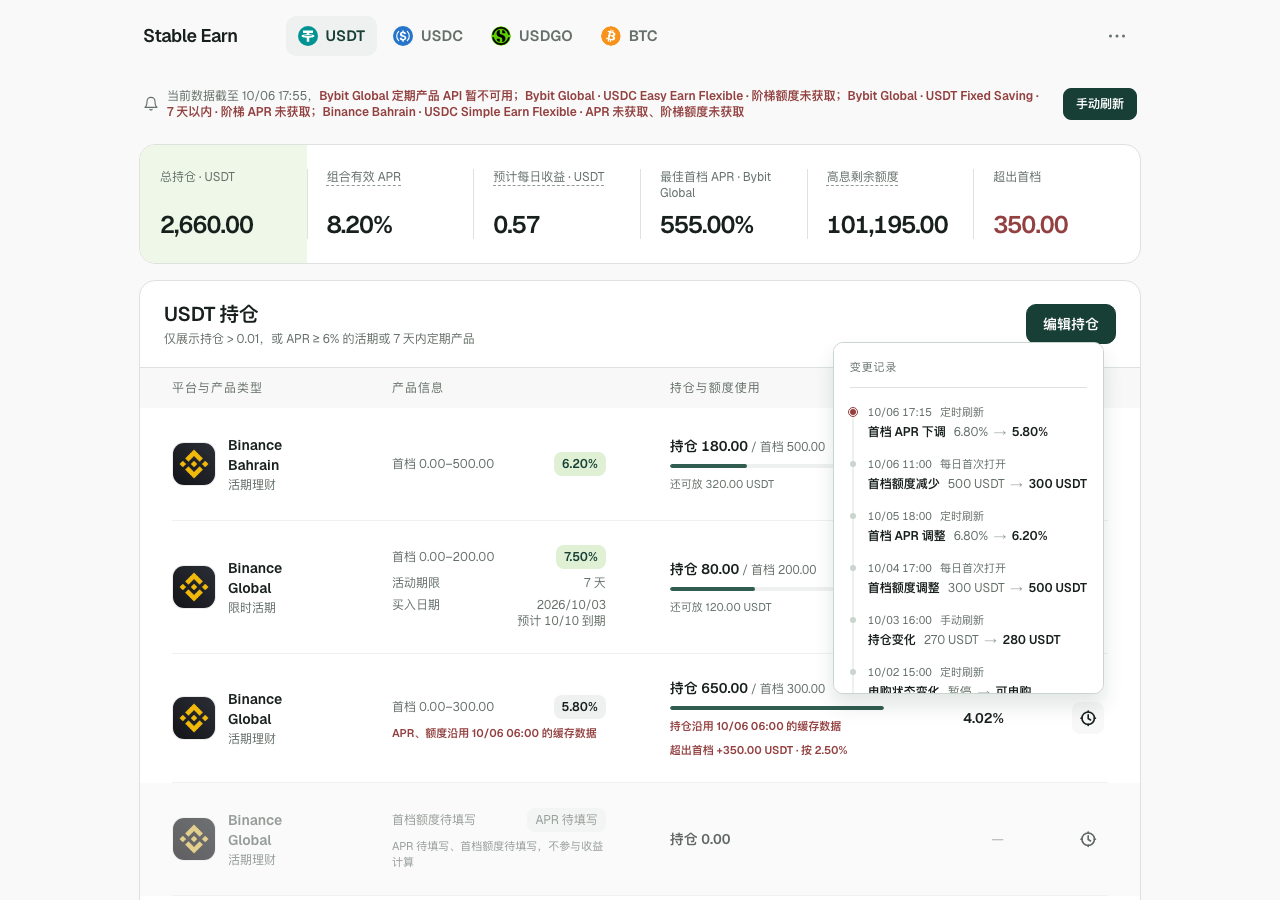 Stable Earn
USDT
USDC
USDGO
BTC
当前数据截至 10/06 17:55，Bybit Global 定期产品 API 暂不可用；Bybit Global · USDC Easy Earn Flexible · 阶梯额度未获取；Bybit Global · USDT Fixed Saving ·
7 天以内 · 阶梯 APR 未获取；Binance Bahrain · USDC Simple Earn Flexible · APR 未获取、阶梯额度未获取
手动刷新
总持仓 · USDT
2,660.00
组合有效 APR
8.20%
预计每日收益 · USDT
0.57
最佳首档 APR · Bybit
Global
555.00%
高息剩余额度
101,195.00
超出首档
350.00
USDT 持仓
仅展示持仓 > 0.01，或 APR ≥ 6% 的活期或 7 天内定期产品
编辑持仓
平台与产品类型
产品信息
持仓与额度使用
Binance
Bahrain
活期理财
首档 0.00–500.00
6.20%
持仓 180.00 / 首档 500.00
还可放 320.00 USDT
Binance
Global
限时活期
首档 0.00–200.00
7.50%
活动期限
7 天
买入日期
2026/10/03
预计 10/10 到期
持仓 80.00 / 首档 200.00
还可放 120.00 USDT
Binance
Global
活期理财
首档 0.00–300.00
5.80%
APR、额度沿用 10/06 06:00 的缓存数据
持仓 650.00 / 首档 300.00
持仓沿用 10/06 06:00 的缓存数据
超出首档 +350.00 USDT · 按 2.50%
4.02%
Binance
Global
活期理财
首档额度待填写
APR 待填写
APR 待填写、首档额度待填写，不参与收益
计算
持仓 0.00
—
变更记录
10/06 17:15 定时刷新
首档 APR 下调 6.80% → 5.80%
10/06 11:00 每日首次打开
首档额度减少 500 USDT → 300 USDT
10/05 18:00 定时刷新
首档 APR 调整 6.80% → 6.20%
10/04 17:00 每日首次打开
首档额度调整 300 USDT → 500 USDT
10/03 16:00 手动刷新
持仓变化 270 USDT → 280 USDT
10/02 15:00 定时刷新
申购状态变化 暂停 → 可申购